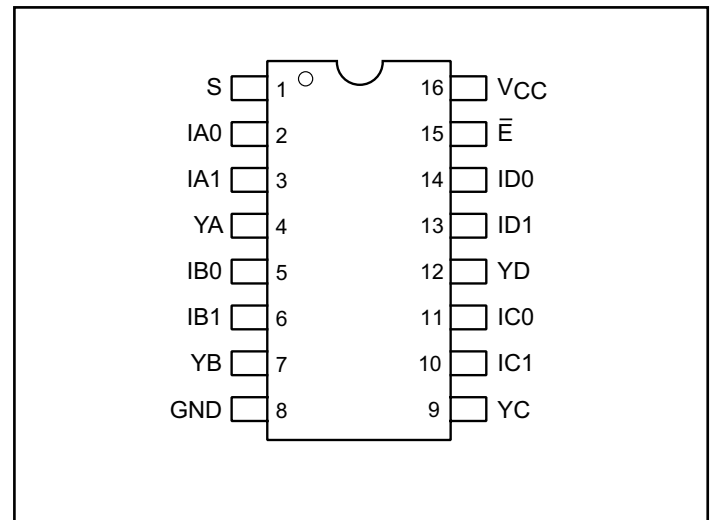 S 1 16 VCC
IA0 2 15 E̅
IA1 3 14 ID0
YA 4 13 ID1
IB0 5 12 YD
IB1 6 11 IC0
YB 7 10 IC1
GND 8 9 YC